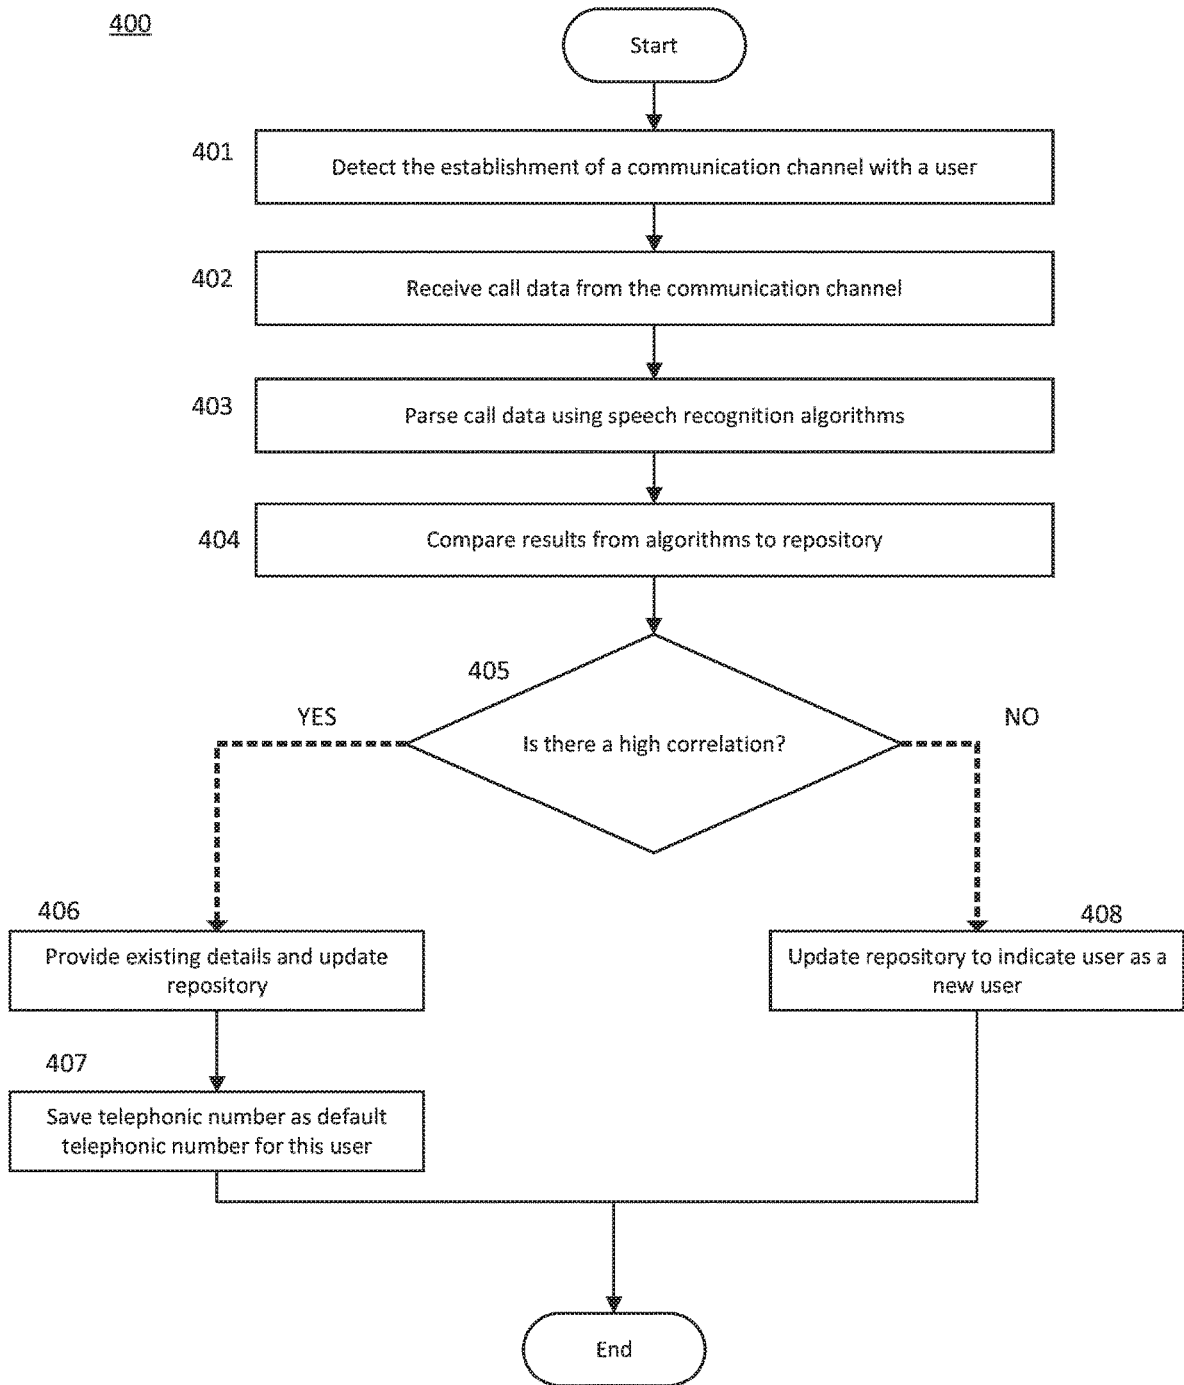 400
Start
401
Detect the establishment of a communication channel with a user
402
Receive call data from the communication channel
403
Parse call data using speech recognition algorithms
404
Compare results from algorithms to repository
405
Is there a high correlation?
YES
NO
406
Provide existing details and update
repository
408
Update repository to indicate user as a
new user
407
Save telephonic number as default
telephonic number for this user
End